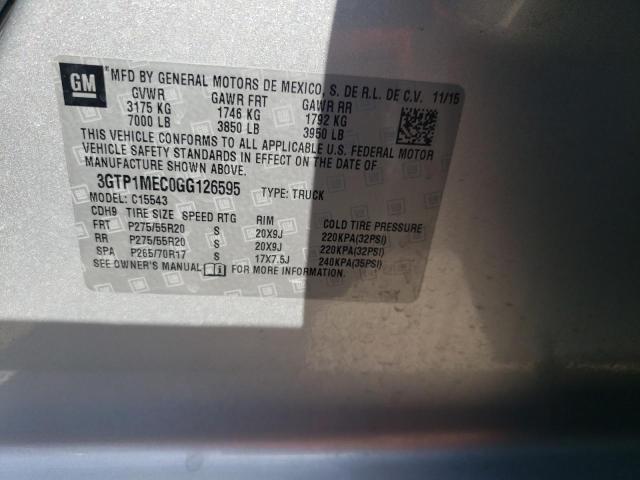 GM
MFD BY GENERAL MOTORS DE MEXICO, S. DE R.L. DE C.V. 11/15
GVWR GAWR FRT GAWR RR
3175 KG 1746 KG 1792 KG
7000 LB 3850 LB 3950 LB
THIS VEHICLE CONFORMS TO ALL APPLICABLE U.S. FEDERAL MOTOR
VEHICLE SAFETY STANDARDS IN EFFECT ON THE DATE OF
MANUFACTURE SHOWN ABOVE.
3GTP1MEC0GG126595 TYPE: TRUCK
MODEL: C15543
CDH9 TIRE SIZE SPEED RTG RIM COLD TIRE PRESSURE
FRT P275/55R20 S 20X9J 220KPA(32PSI)
RR P275/55R20 S 20X9J 220KPA(32PSI)
SPA P265/70R17 S 17X7.5J 240KPA(35PSI)
SEE OWNER'S MANUAL FOR MORE INFORMATION